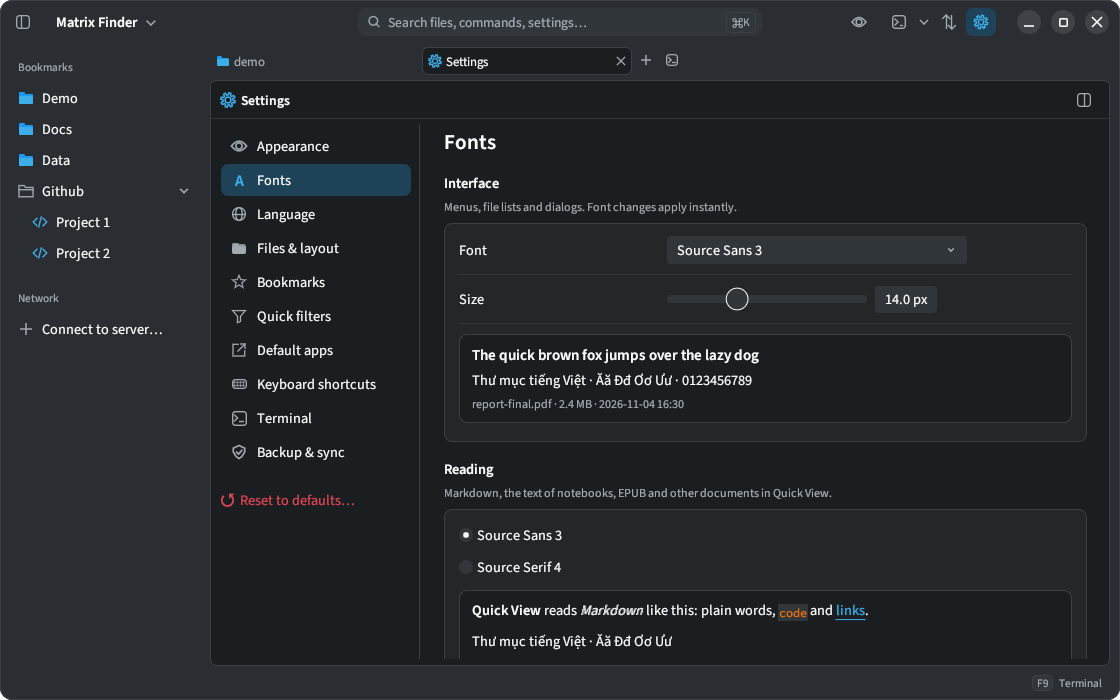 Matrix Finder
Search files, commands, settings…
⌘K
Bookmarks
Demo
Docs
Data
Github
Project 1
Project 2
Network
Connect to server…
demo
Settings
Settings
Appearance
A Fonts
Language
Files & layout
Bookmarks
Quick filters
Default apps
Keyboard shortcuts
Terminal
Backup & sync
Reset to defaults…
Fonts
Interface
Menus, file lists and dialogs. Font changes apply instantly.
Font
Source Sans 3
Size
14.0 px
The quick brown fox jumps over the lazy dog
Thư mục tiếng Việt · Ăă Đđ Ơơ Ưư · 0123456789
report-final.pdf · 2.4 MB · 2026-11-04 16:30
Reading
Markdown, the text of notebooks, EPUB and other documents in Quick View.
Source Sans 3
Source Serif 4
Quick View reads Markdown like this: plain words, code and links.
Thư mục tiếng Việt · Ăă Đđ Ơơ Ưư
F9 Terminal